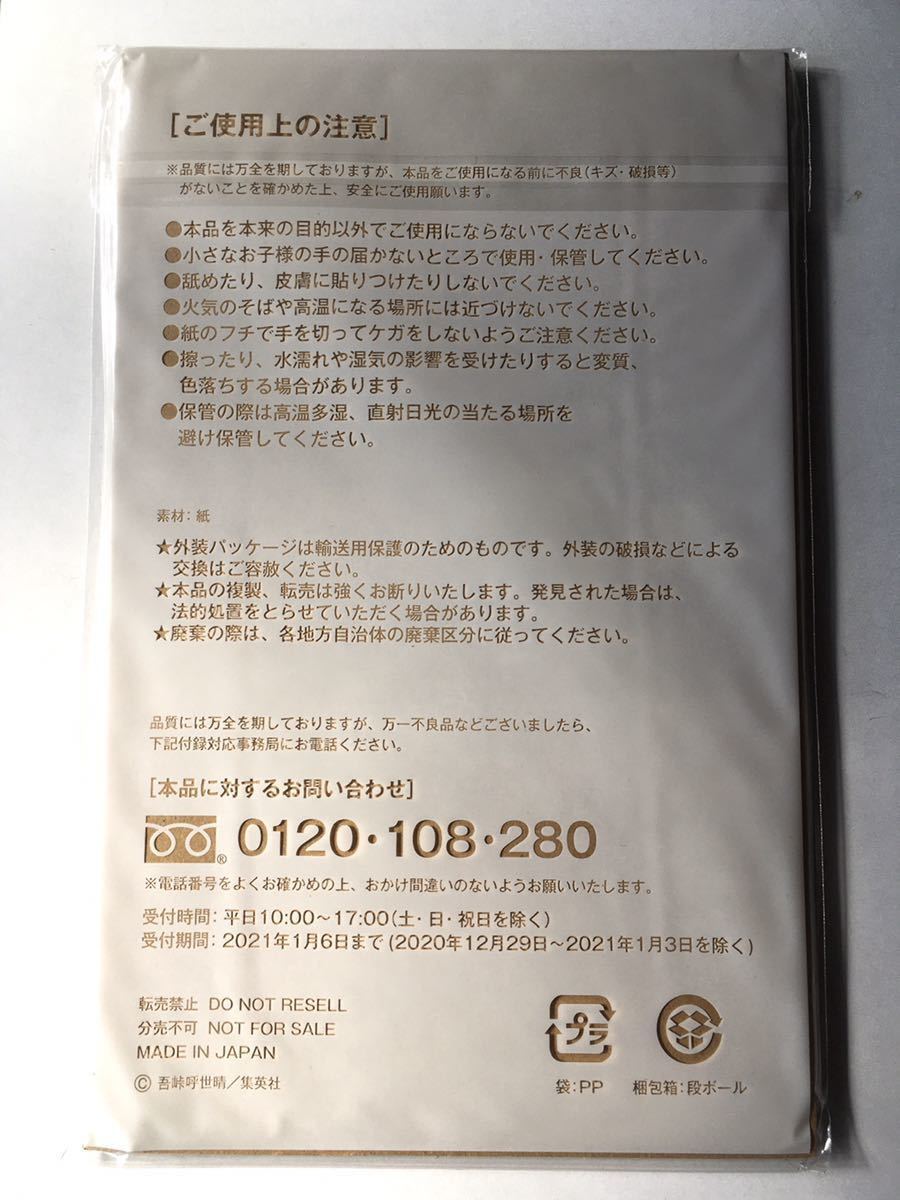 ［ご使用上の注意］
※品質には万全を期しておりますが、本品をご使用になる前に不良（キズ・破損等）
がないことを確かめた上、安全にご使用願います。
●本品を本来の目的以外でご使用にならないでください。
●小さなお子様の手の届かないところで使用・保管してください。
●舐めたり、皮膚に貼りつけたりしないでください。
●火気のそばや高温になる場所には近づけないでください。
●紙のフチで手を切ってケガをしないようご注意ください。
●擦ったり、水濡れや湿気の影響を受けたりすると変質、
色落ちする場合があります。
●保管の際は高温多湿、直射日光の当たる場所を
避け保管してください。
素材：紙
★外装パッケージは輸送用保護のためのものです。外装の破損などによる
交換はご容赦ください。
★本品の複製、転売は強くお断りいたします。発見された場合は、
法的処置をとらせていただく場合があります。
★廃棄の際は、各地方自治体の廃棄区分に従ってください。
品質には万全を期しておりますが、万一不良品などございましたら、
下記付録対応事務局にお電話ください。
［本品に対するお問い合わせ］
® 0120・108・280
※電話番号をよくお確かめの上、おかけ間違いのないようお願いいたします。
受付時間：平日10:00～17:00（土・日・祝日を除く）
受付期間：2021年1月6日まで（2020年12月29日～2021年1月3日を除く）
転売禁止 DO NOT RESELL
分売不可 NOT FOR SALE
MADE IN JAPAN
© 吾峠呼世晴／集英社
プラ
袋：PP 梱包箱：段ボール